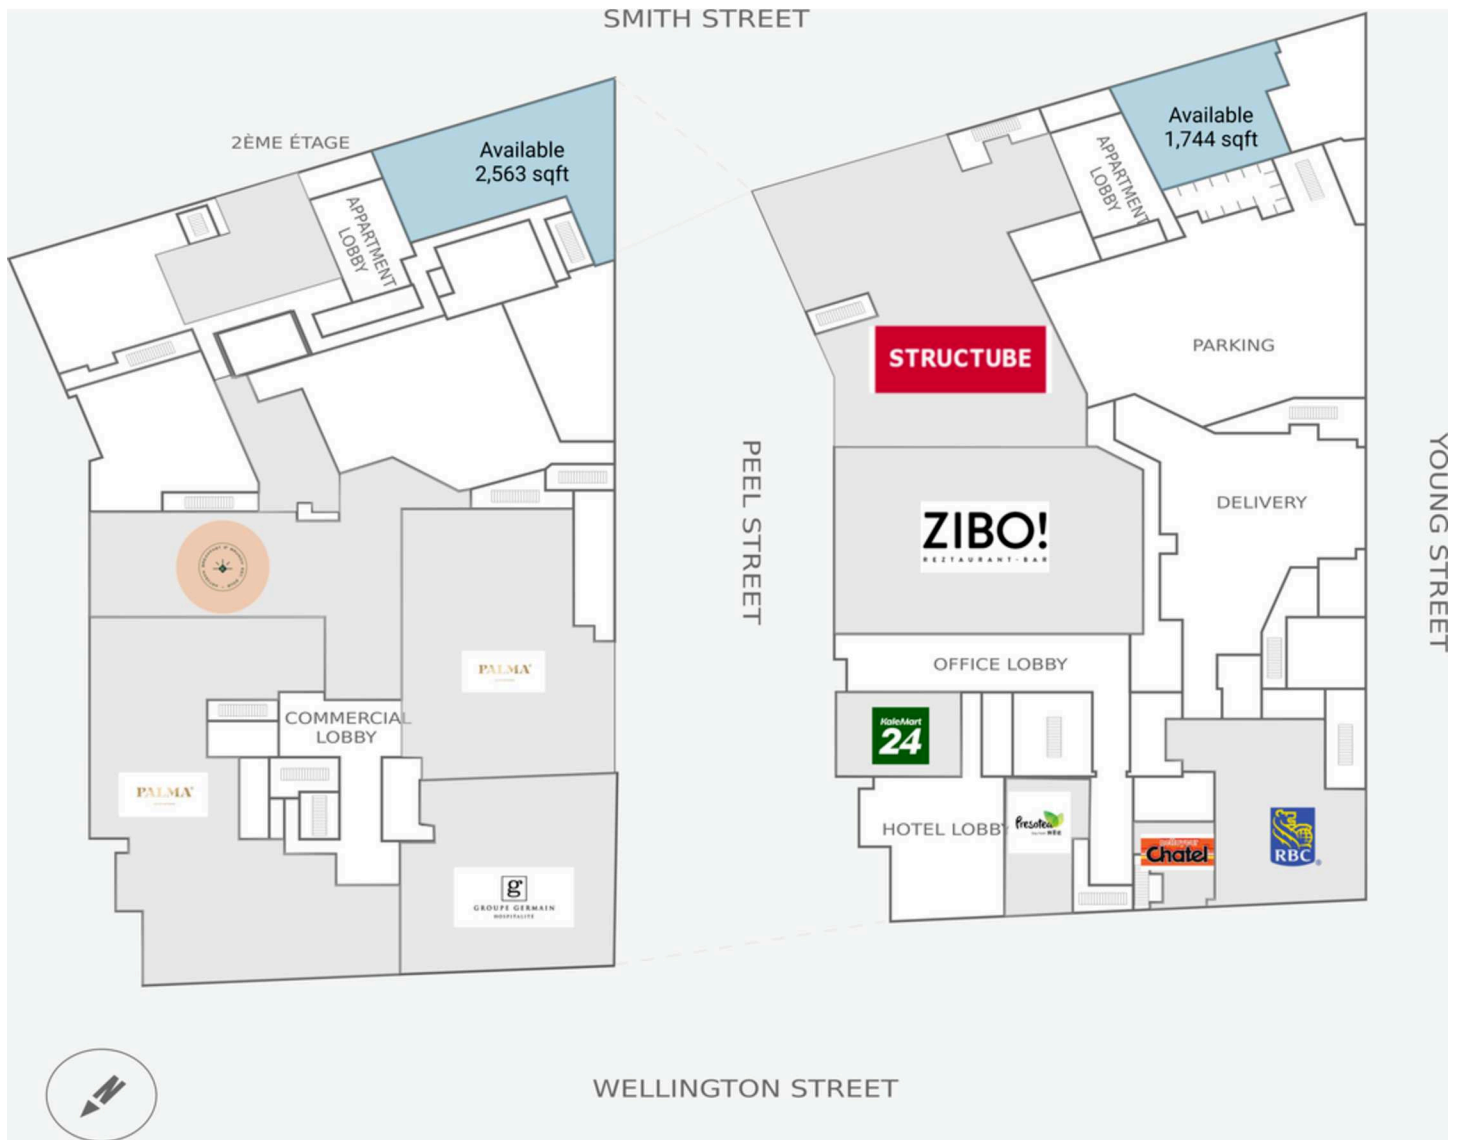 SMITH STREET
2ÈME ÉTAGE
Available
2,563 sqft
APPARTMENT
LOBBY
Available
1,744 sqft
APPARTMENT
LOBBY
STRUCTUBE
PARKING
PEEL STREET
ZIBO!
REZTAURANT-BAR
DELIVERY
YOUNG STREET
PALMA
OFFICE LOBBY
COMMERCIAL
LOBBY
KaleMart
24
PALMA
HOTEL LOBBY
Presotea
Chatel
RBC
g
GROUPE GERMAIN
HOSPITALITÉ
N
WELLINGTON STREET